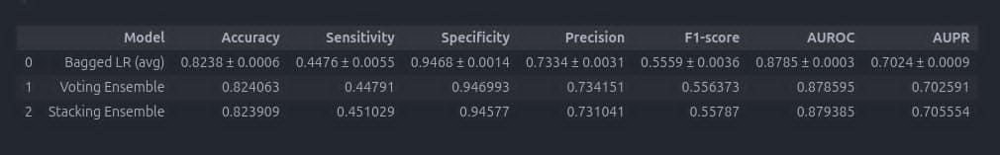 Model Accuracy Sensitivity Specificity Precision F1-score AUROC AUPR
0 Bagged LR (avg) 0.8238 ± 0.0006 0.4476 ± 0.0055 0.9468 ± 0.0014 0.7334 ± 0.0031 0.5559 ± 0.0036 0.8785 ± 0.0003 0.7024 ± 0.0009
1 Voting Ensemble 0.824063 0.44791 0.946993 0.734151 0.556373 0.878595 0.702591
2 Stacking Ensemble 0.823909 0.451029 0.94577 0.731041 0.55787 0.879385 0.705554